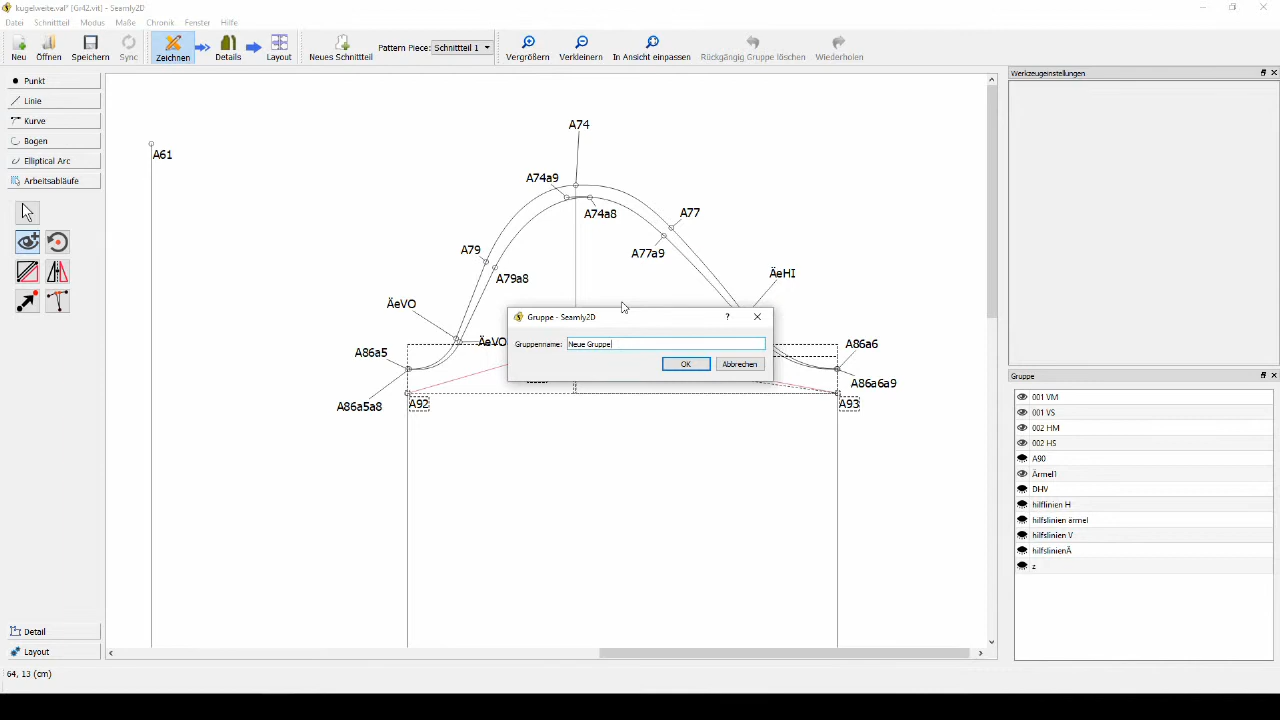 kugelweite.val* [Gr42.vit] - Seamly2D
Datei Schnittteil Modus Maße Chronik Fenster Hilfe
Neu Öffnen Speichern Sync Zeichnen Details Layout Neues Schnittteil Pattern Piece: Schnittteil 1 Vergrößern Verkleinern In Ansicht einpassen Rückgängig Gruppe löschen Wiederholen
Punkt
Linie
Kurve
Bogen
Elliptical Arc
Arbeitsabläufe
Detail
Layout
64, 13 (cm)
A61
A74
A74a9
A74a8
A77
A77a9
A79
A79a8
ÄeHI
ÄeVO
ÄeVO
A86a5
A86a6
A86a5a8
A86a6a9
A92
A93
Gruppe - Seamly2D
?
Gruppenname: Neue Gruppe
OK Abbrechen
Werkzeugeinstellungen
Gruppe
001 VM
001 VS
002 HM
002 HS
A90
Ärmel1
DHV
hilflinien H
hilfslinien ärmel
hilfslinien V
hilfslinienÄ
z